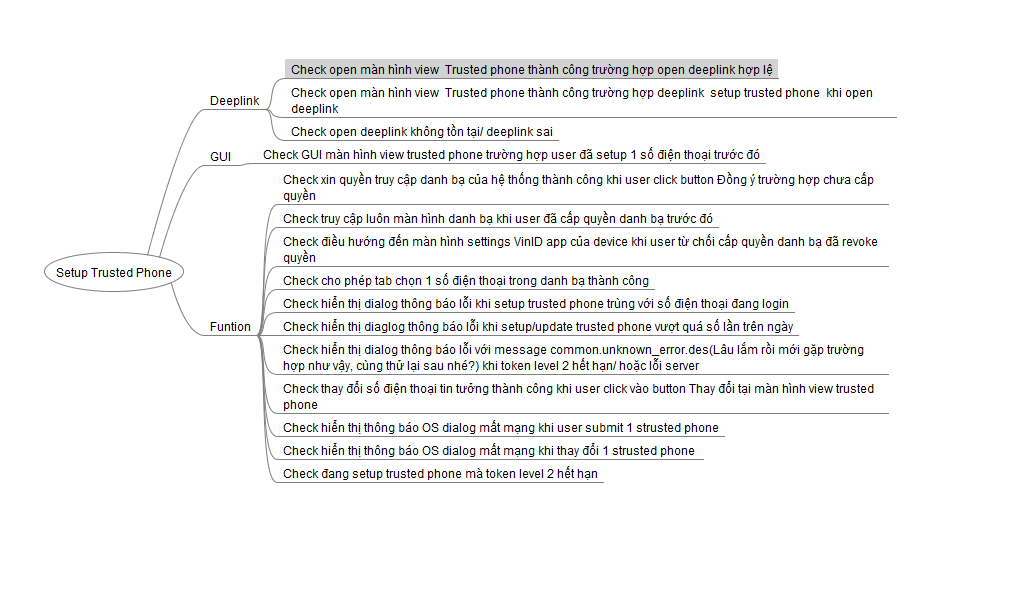 Check open màn hình view  Trusted phone thành công trường hợp open deeplink hợp lệ
Deeplink
Check open màn hình view  Trusted phone thành công trường hợp deeplink  setup trusted phone  khi open
deeplink
Check open deeplink không tồn tại/ deeplink sai
GUI
Check GUI màn hình view trusted phone trường hợp user đã setup 1 số điện thoại trước đó
Setup Trusted Phone
Funtion
Check xin quyền truy cập danh bạ của hệ thống thành công khi user click button Đồng ý trường hợp chưa cấp
quyền
Check truy cập luôn màn hình danh bạ khi user đã cấp quyền danh bạ trước đó
Check điều hướng đến màn hình settings VinID app của device khi user từ chối cấp quyền danh bạ đã revoke
quyền
Check cho phép tab chọn 1 số điện thoại trong danh bạ thành công
Check hiển thị dialog thông báo lỗi khi setup trusted phone trùng với số điện thoại đang login
Check hiển thị diaglog thông báo lỗi khi setup/update trusted phone vượt quá số lần trên ngày
Check hiển thị dialog thông báo lỗi với message common.unknown_error.des(Lâu lắm rồi mới gặp trường
hợp như vậy, cùng thử lại sau nhé?) khi token level 2 hết hạn/ hoặc lỗi server
Check thay đổi số điện thoại tin tưởng thành công khi user click vào button Thay đổi tại màn hình view trusted
phone
Check hiển thị thông báo OS dialog mất mạng khi user submit 1 strusted phone
Check hiển thị thông báo OS dialog mất mạng khi thay đổi 1 strusted phone
Check đang setup trusted phone mà token level 2 hết hạn